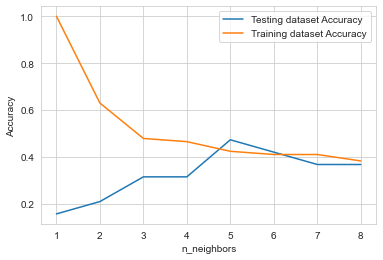 Testing dataset Accuracy
Training dataset Accuracy
1.0
0.8
0.6
0.4
0.2
Accuracy
1 2 3 4 5 6 7 8
n_neighbors